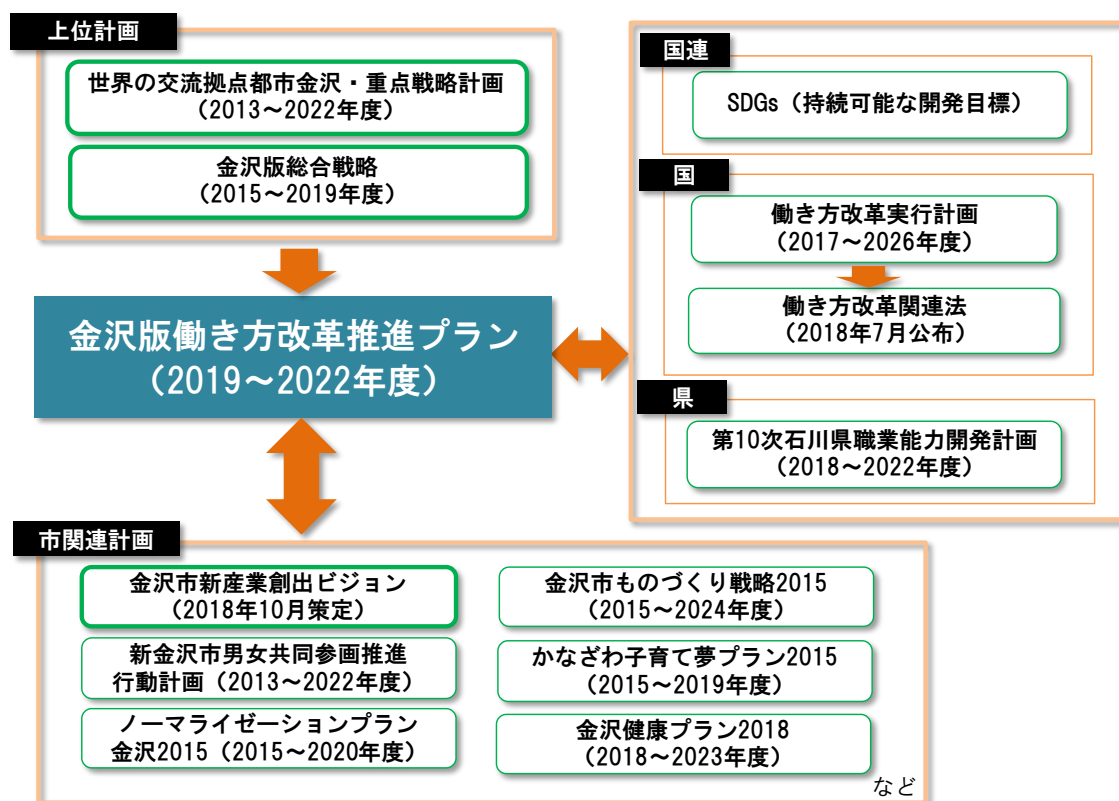 上位計画
世界の交流拠点都市金沢・重点戦略計画
（2013～2022年度）
金沢版総合戦略
（2015～2019年度）
金沢版働き方改革推進プラン
（2019～2022年度）
国連
SDGs（持続可能な開発目標）
国
働き方改革実行計画
（2017～2026年度）
働き方改革関連法
（2018年7月公布）
県
第10次石川県職業能力開発計画
（2018～2022年度）
市関連計画
金沢市新産業創出ビジョン
（2018年10月策定）
新金沢市男女共同参画推進
行動計画（2013～2022年度）
ノーマライゼーションプラン
金沢2015（2015～2020年度）
金沢市ものづくり戦略2015
（2015～2024年度）
かなざわ子育て夢プラン2015
（2015～2019年度）
金沢健康プラン2018
（2018～2023年度）
など